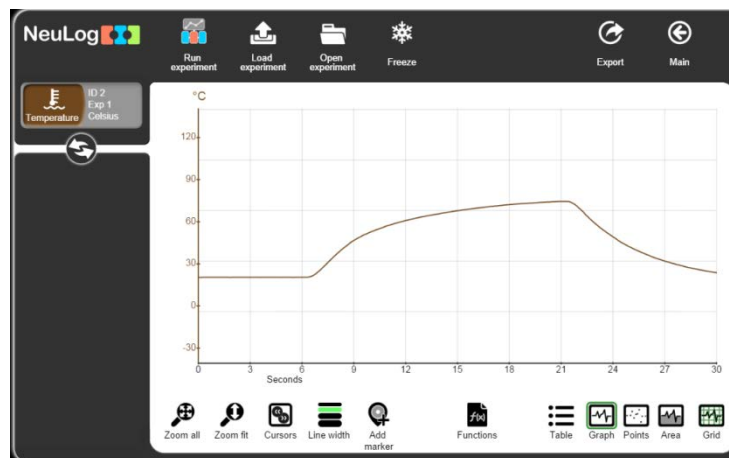 NeuLog
Run
experiment
Load
experiment
Open
experiment
Freeze
Export
Main
Temperature
ID 2
Exp 1
Celsius
°C
120
90
60
30
0
-30
0 3 6 9 12 15 18 21 24 27 30
Seconds
Zoom all
Zoom fit
Cursors
Line width
Add
marker
f(x)
Functions
Table
Graph
Points
Area
Grid